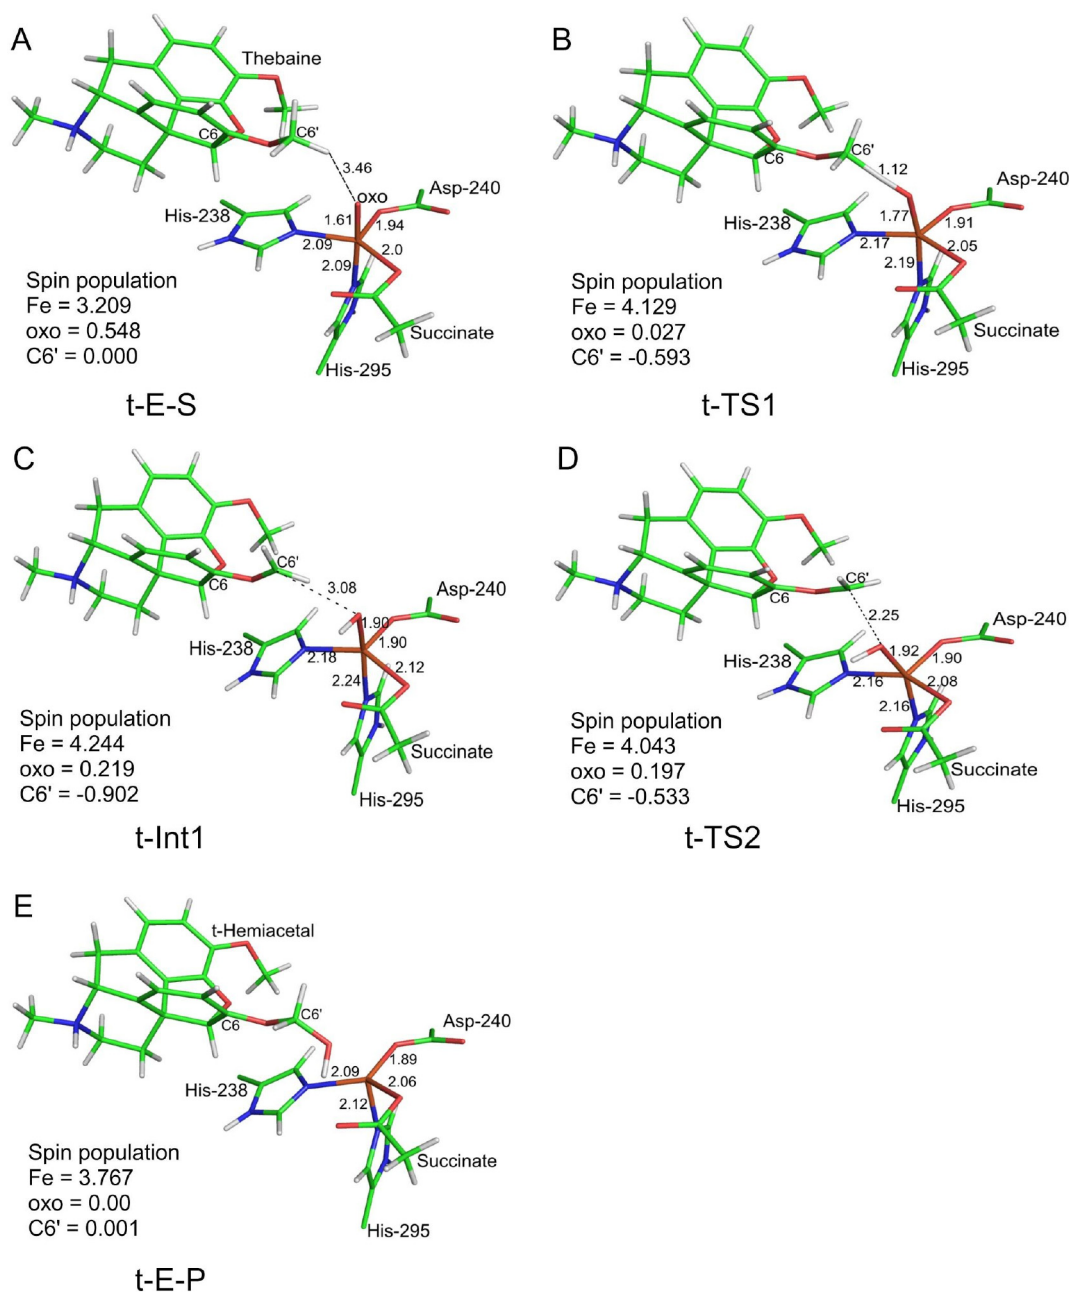 A
Thebaine
C6
C6'
3.46
oxo
Asp-240
His-238
1.61
1.94
2.09
2.0
2.09
Spin population
Fe = 3.209
oxo = 0.548
C6' = 0.000
Succinate
His-295
t-E-S
B
C6'
C6
1.12
Asp-240
His-238
1.77
1.91
2.17
2.05
2.19
Spin population
Fe = 4.129
oxo = 0.027
C6' = -0.593
Succinate
His-295
t-TS1
C
C6'
C6
3.08
Asp-240
1.90
His-238
1.90
2.18
2.12
2.24
Spin population
Fe = 4.244
oxo = 0.219
C6' = -0.902
Succinate
His-295
t-Int1
D
C6'
C6
2.25
Asp-240
His-238
1.92
1.90
2.16
2.08
2.16
Spin population
Fe = 4.043
oxo = 0.197
C6' = -0.533
Succinate
His-295
t-TS2
E
t-Hemiacetal
C6'
C6
Asp-240
1.89
2.09
His-238
2.06
2.12
Spin population
Fe = 3.767
oxo = 0.00
C6' = 0.001
Succinate
His-295
t-E-P